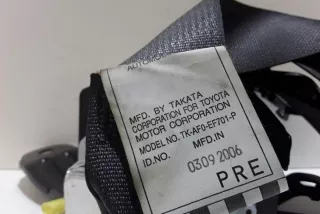 AUTOMO
MFD. BY TAKATA
CORPORATION FOR TOYOTA
MOTOR CORPORATION
MODEL NO. TK-AF0-EF701-P
ID.NO. MFD.IN
0309 2006
PRE